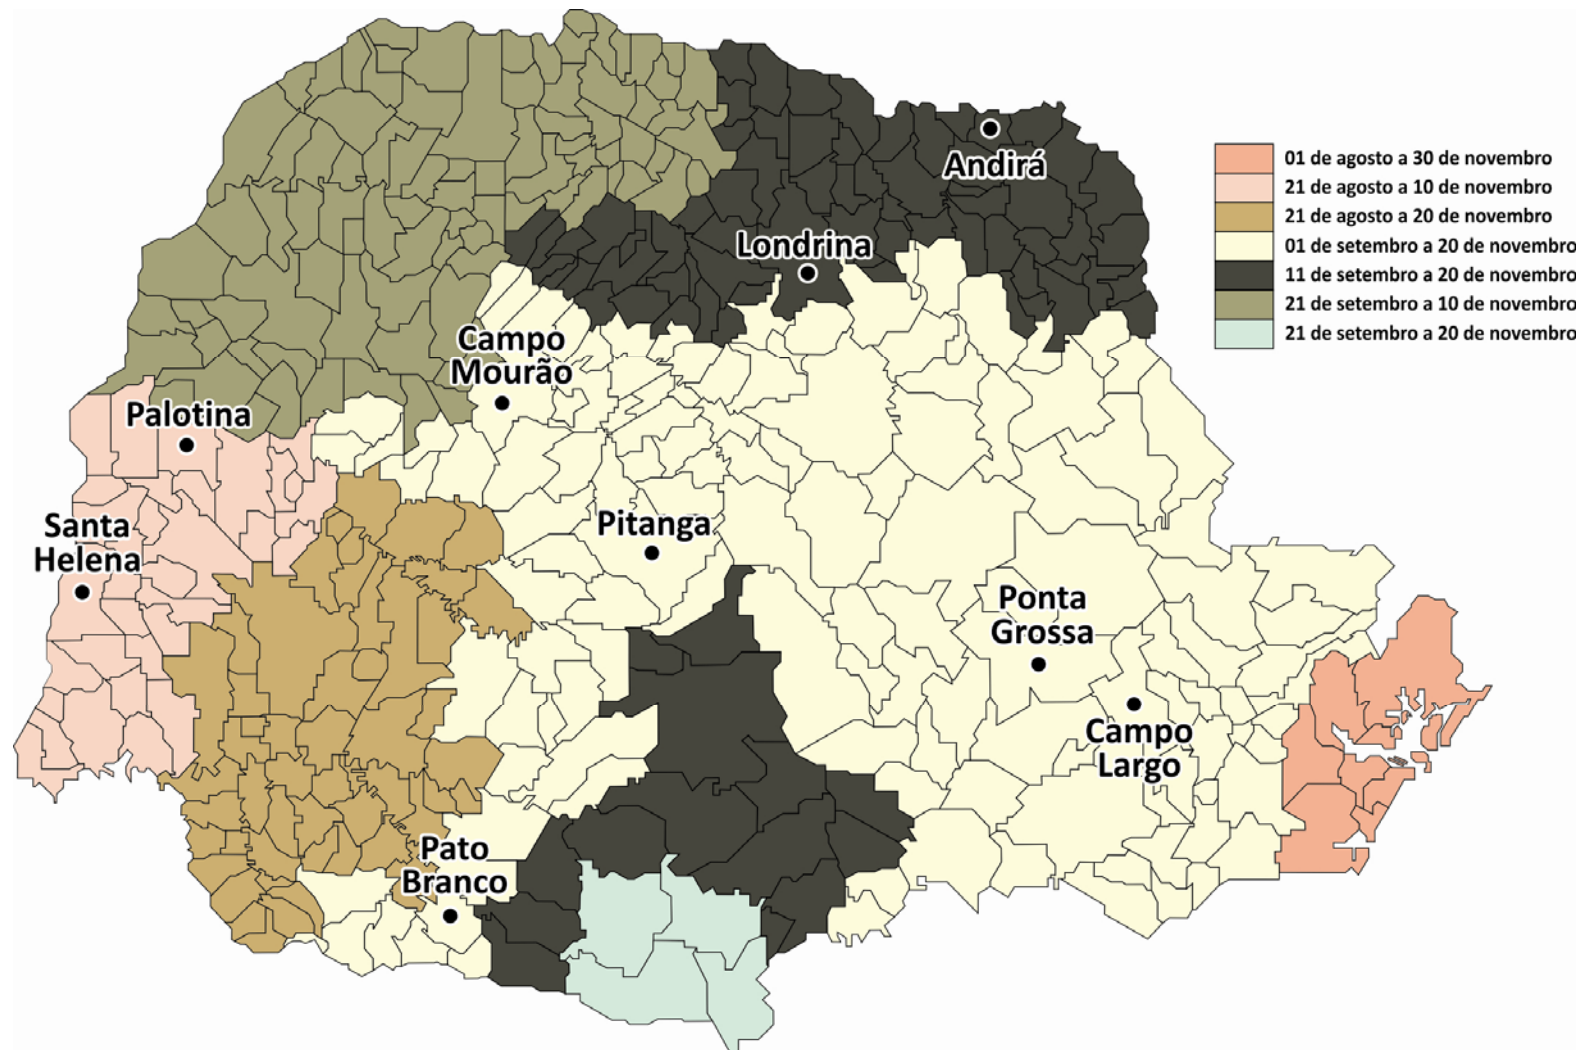 Andirá
Londrina
Campo
Mourão
Palotina
Santa
Helena
Pitanga
Ponta
Grossa
Campo
Largo
Pato
Branco
01 de agosto a 30 de novembro
21 de agosto a 10 de novembro
21 de agosto a 20 de novembro
01 de setembro a 20 de novembro
11 de setembro a 20 de novembro
21 de setembro a 10 de novembro
21 de setembro a 20 de novembro